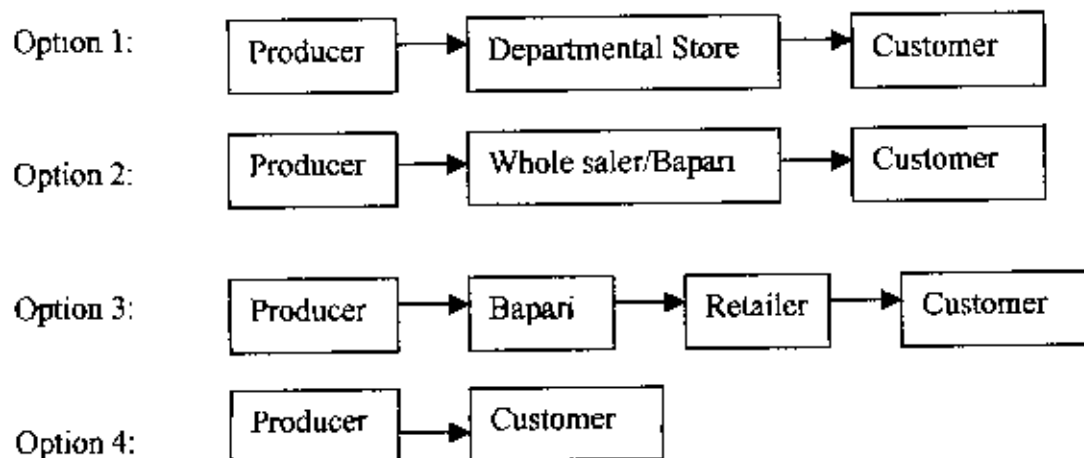 Option 1: Producer Departmental Store Customer
Option 2: Producer Whole saler/Bapari Customer
Option 3: Producer Bapari Retailer Customer
Option 4: Producer Customer